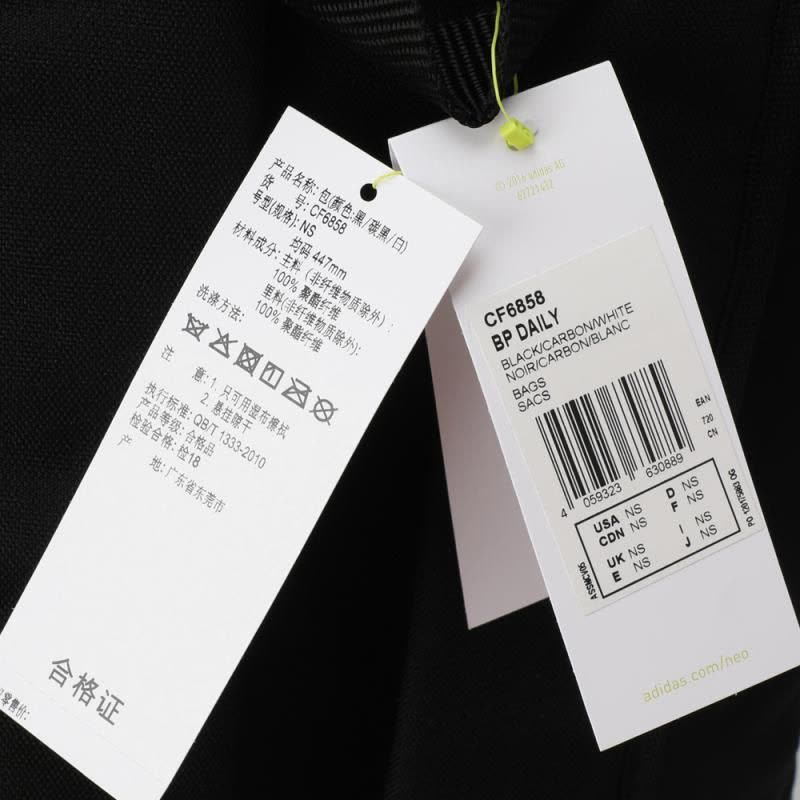 产品名称: 包(颜色:黑/碳黑/白)
货 号: CF6858
号型(规格): NS
均码 447mm
材料成分: 主料 (非纤维物质除外):
100% 聚酯纤维
里料(非纤维物质除外):
100% 聚酯纤维
洗涤方法:
注 意: 1. 只可用湿布擦拭
2. 悬挂晾干
执行标准: QB/T 1333-2010
产品等级: 合格品
检验合格: 检18
产 地: 广东省东莞市
合格证
零售价:
© 2016 adidas AG
CF6858
BP DAILY
BLACK/CARBON/WHITE
NOIR/CARBON/BLANC
BAGS
SACS
EAN
720
CN
4 059323 630889
USA NS D NS
CDN NS F NS
UK NS I NS
E NS J NS
adidas.com/neo